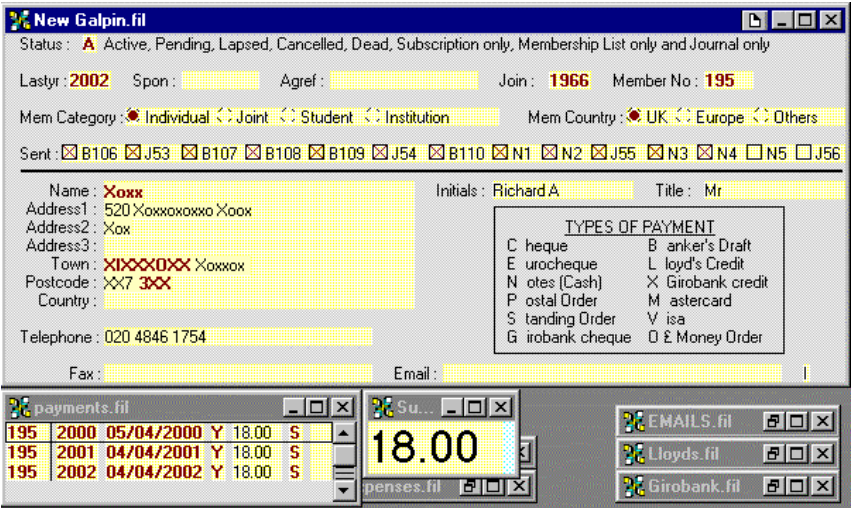 New Galpin.fil
Status : A Active, Pending, Lapsed, Cancelled, Dead, Subscription only, Membership List only and Journal only
Lastyr : 2002 Spon : Agref : Join : 1966 Member No : 195
Mem Category : Individual Joint Student Institution Mem Country : UK Europe Others
Sent : B106 J53 B107 B108 B109 J54 B110 N1 N2 J55 N3 N4 N5 J56
Name : Xoxx Initials : Richard A Title : Mr
Address1 : 520 Xoxxoxoxxo Xoox
Address2 : Xox
Address3 :
Town : XIXXXOXX Xoxxox
Postcode : XX7 3XX
Country :
Telephone : 020 4846 1754
Fax : Email :
TYPES OF PAYMENT
C heque B anker's Draft
E urocheque L loyd's Credit
N otes (Cash) X Girobank credit
P ostal Order M astercard
S tanding Order V isa
G irobank cheque O £ Money Order
payments.fil
195 2000 05/04/2000 Y 18.00 S
195 2001 04/04/2001 Y 18.00 S
195 2002 04/04/2002 Y 18.00 S
Su...
18.00
penses.fil
EMAILS.fil
Lloyds.fil
Girobank.fil